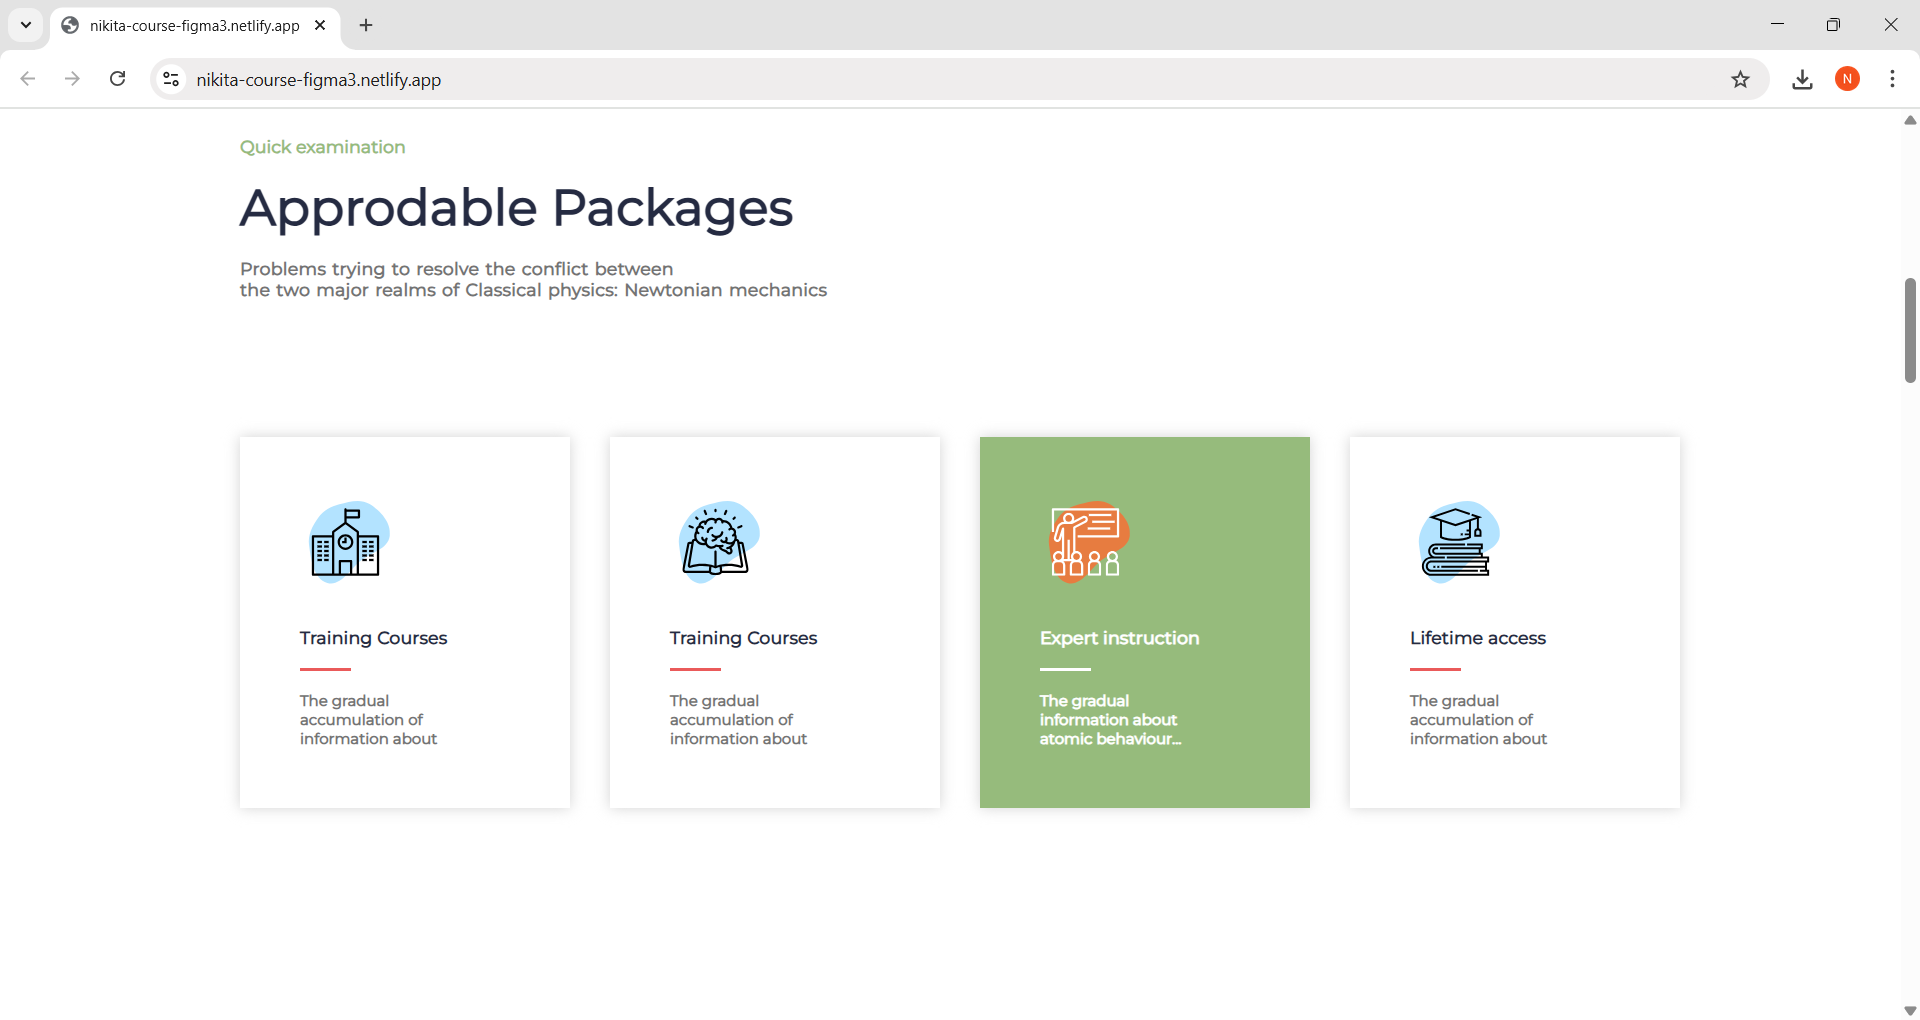 nikita-course-figma3.netlify.app
nikita-course-figma3.netlify.app
N
Quick examination
Approdable Packages
Problems trying to resolve the conflict between
the two major realms of Classical physics: Newtonian mechanics
Training Courses
The gradual
accumulation of
information about
Training Courses
The gradual
accumulation of
information about
Expert instruction
The gradual
information about
atomic behaviour...
Lifetime access
The gradual
accumulation of
information about